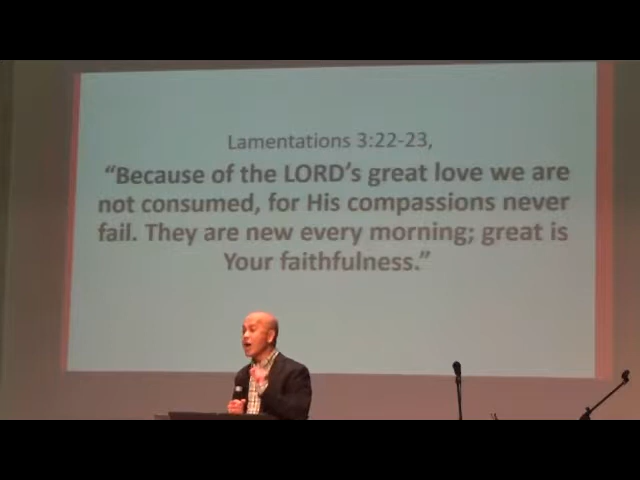 Lamentations 3:22-23,
“Because of the LORD’s great love we are
not consumed, for His compassions never
fail. They are new every morning; great is
Your faithfulness.”